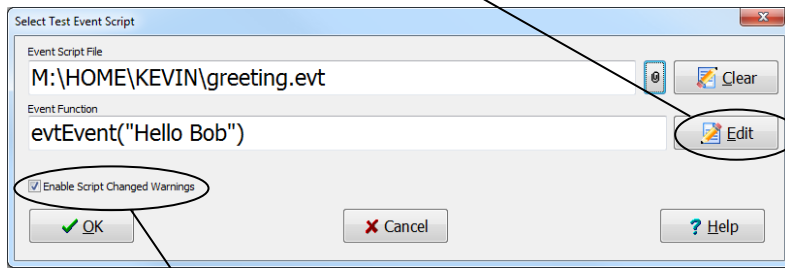 Select Test Event Script
x
Event Script File
M:\HOME\KEVIN\greeting.evt
@ Clear
Event Function
evtEvent("Hello Bob")
Edit
Enable Script Changed Warnings
OK Cancel ? Help